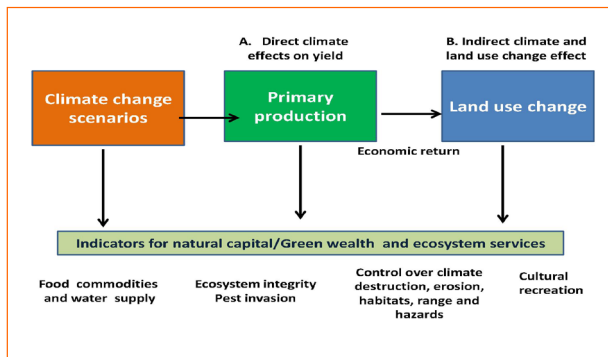 A. Direct climate
effects on yield
B. Indirect climate and
land use change effect
Climate change
scenarios
Primary
production
Land use change
Economic return
Indicators for natural capital/Green wealth and ecosystem services
Food commodities
and water supply
Ecosystem integrity
Pest invasion
Control over climate
destruction, erosion,
habitats, range and
hazards
Cultural
recreation